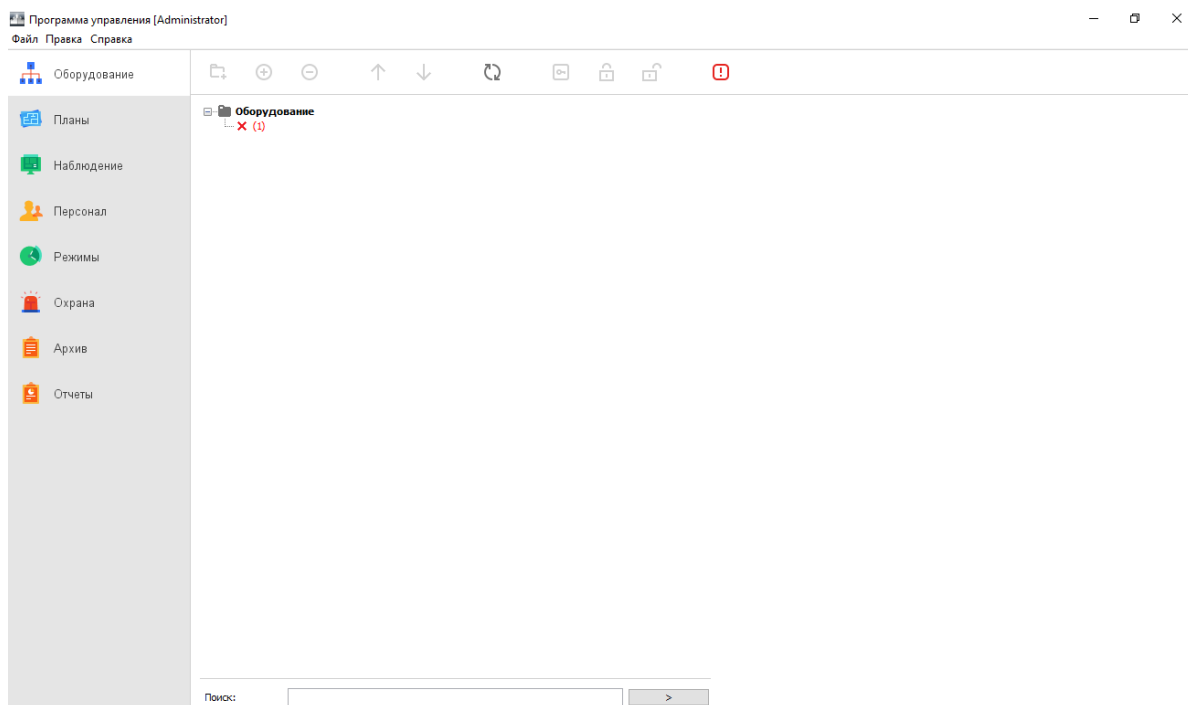 Программа управления [Administrator]
Файл Правка Справка
Оборудование
Планы
Наблюдение
Персонал
Режимы
Охрана
Архив
Отчеты
Оборудование
(1)
Поиск:
>